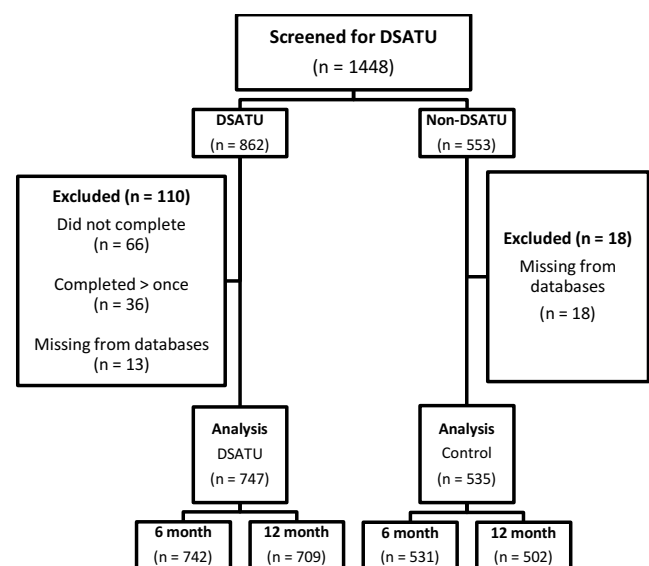 Screened for DSATU
(n = 1448)
DSATU
(n = 862)
Non-DSATU
(n = 553)
Excluded (n = 110)
Did not complete
(n = 66)
Completed > once
(n = 36)
Missing from databases
(n = 13)
Excluded (n = 18)
Missing from
databases
(n = 18)
Analysis
DSATU
(n = 747)
Analysis
Control
(n = 535)
6 month
(n = 742)
12 month
(n = 709)
6 month
(n = 531)
12 month
(n = 502)